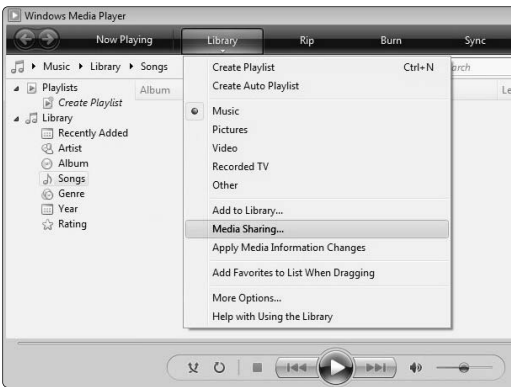 Windows Media Player
Now Playing Library Rip Burn Sync
Music Library Songs
Playlists
Create Playlist
Library
Recently Added
Artist
Album
Songs
Genre
Year
Rating
Album
Create Playlist Ctrl+N
Create Auto Playlist
Music
Pictures
Video
Recorded TV
Other
Add to Library...
Media Sharing...
Apply Media Information Changes
Add Favorites to List When Dragging
More Options...
Help with Using the Library